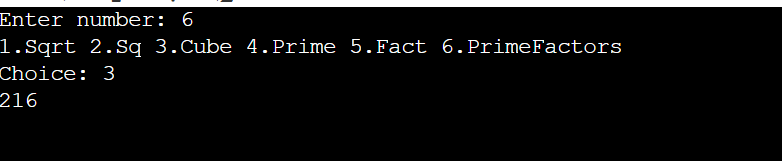 Enter number: 6
1.Sqrt 2.Sq 3.Cube 4.Prime 5.Fact 6.PrimeFactors
Choice: 3
216